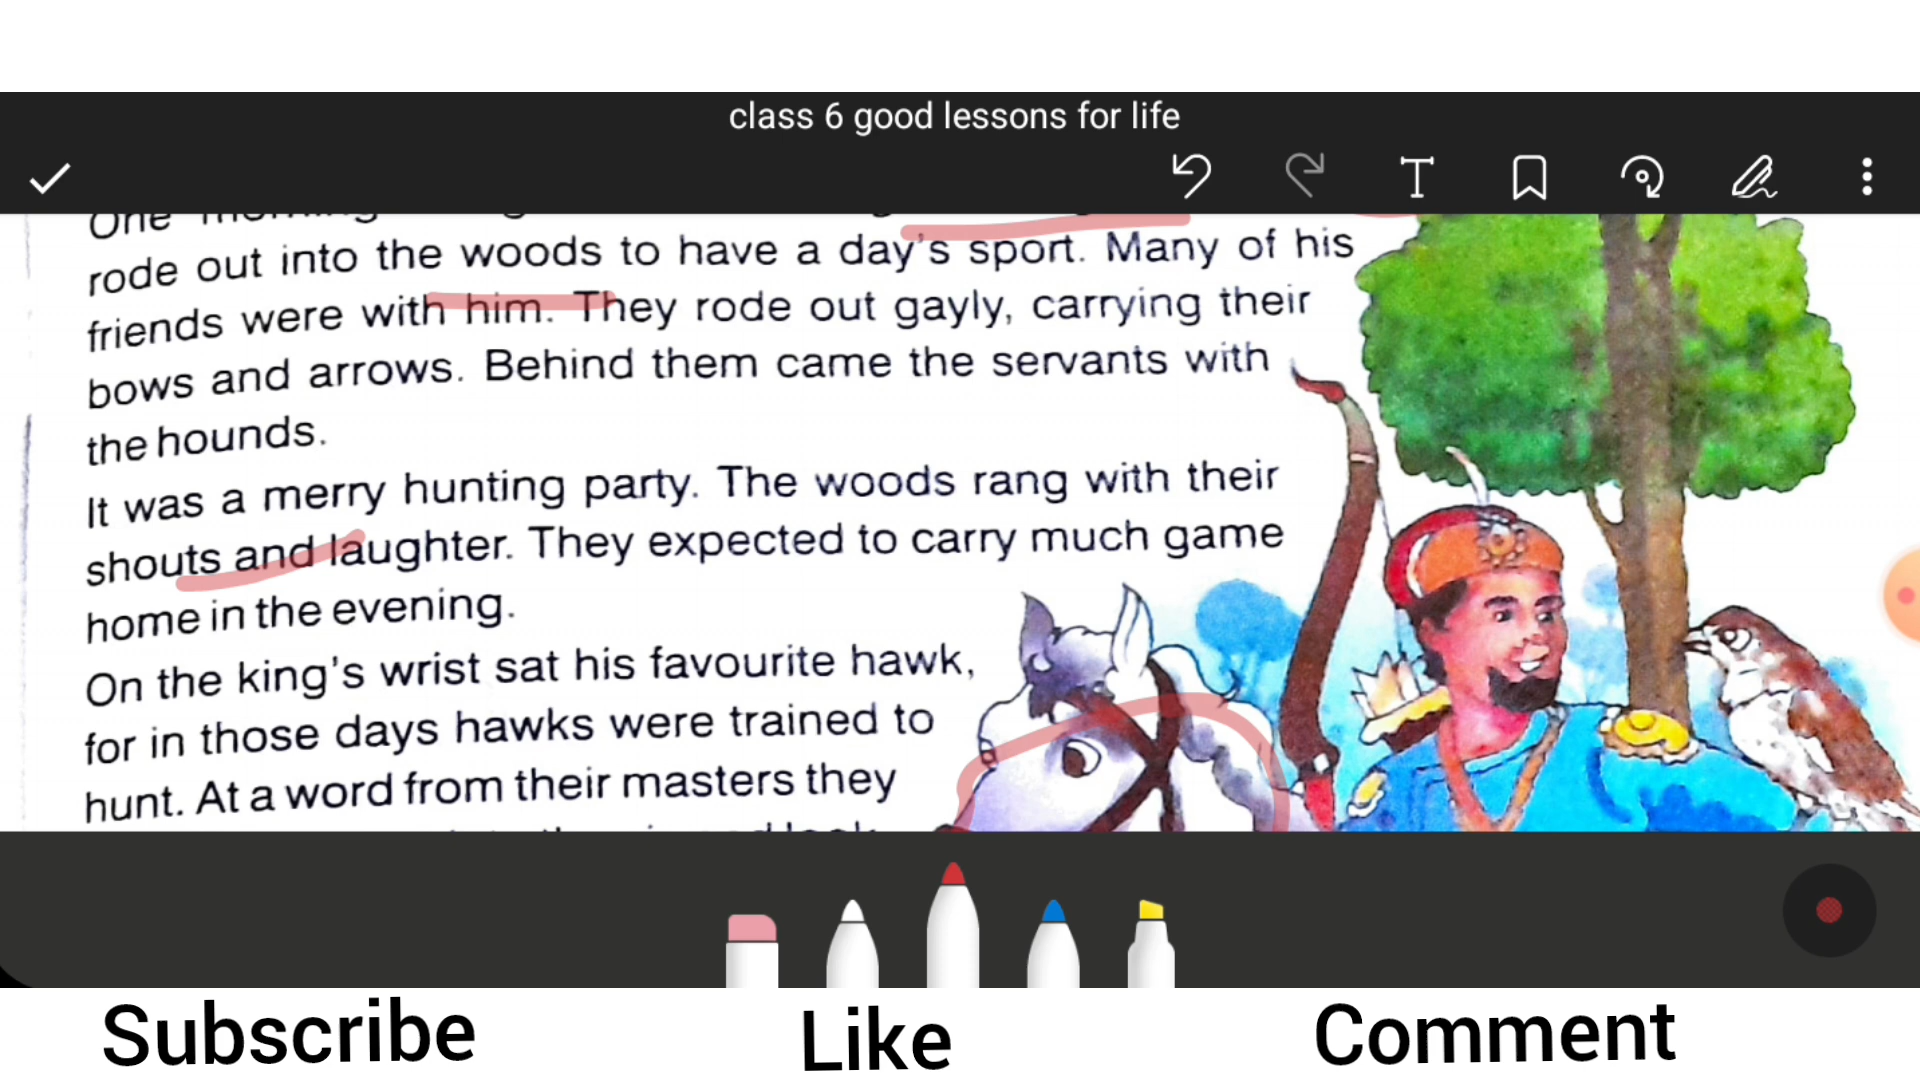 class 6 good lessons for life
One morning
rode out into the woods to have a day's sport. Many of his
friends were with him. They rode out gayly, carrying their
bows and arrows. Behind them came the servants with
the hounds.
It was a merry hunting party. The woods rang with their
shouts and laughter. They expected to carry much game
home in the evening.
On the king's wrist sat his favourite hawk,
for in those days hawks were trained to
hunt. At a word from their masters they
Subscribe
Like
Comment